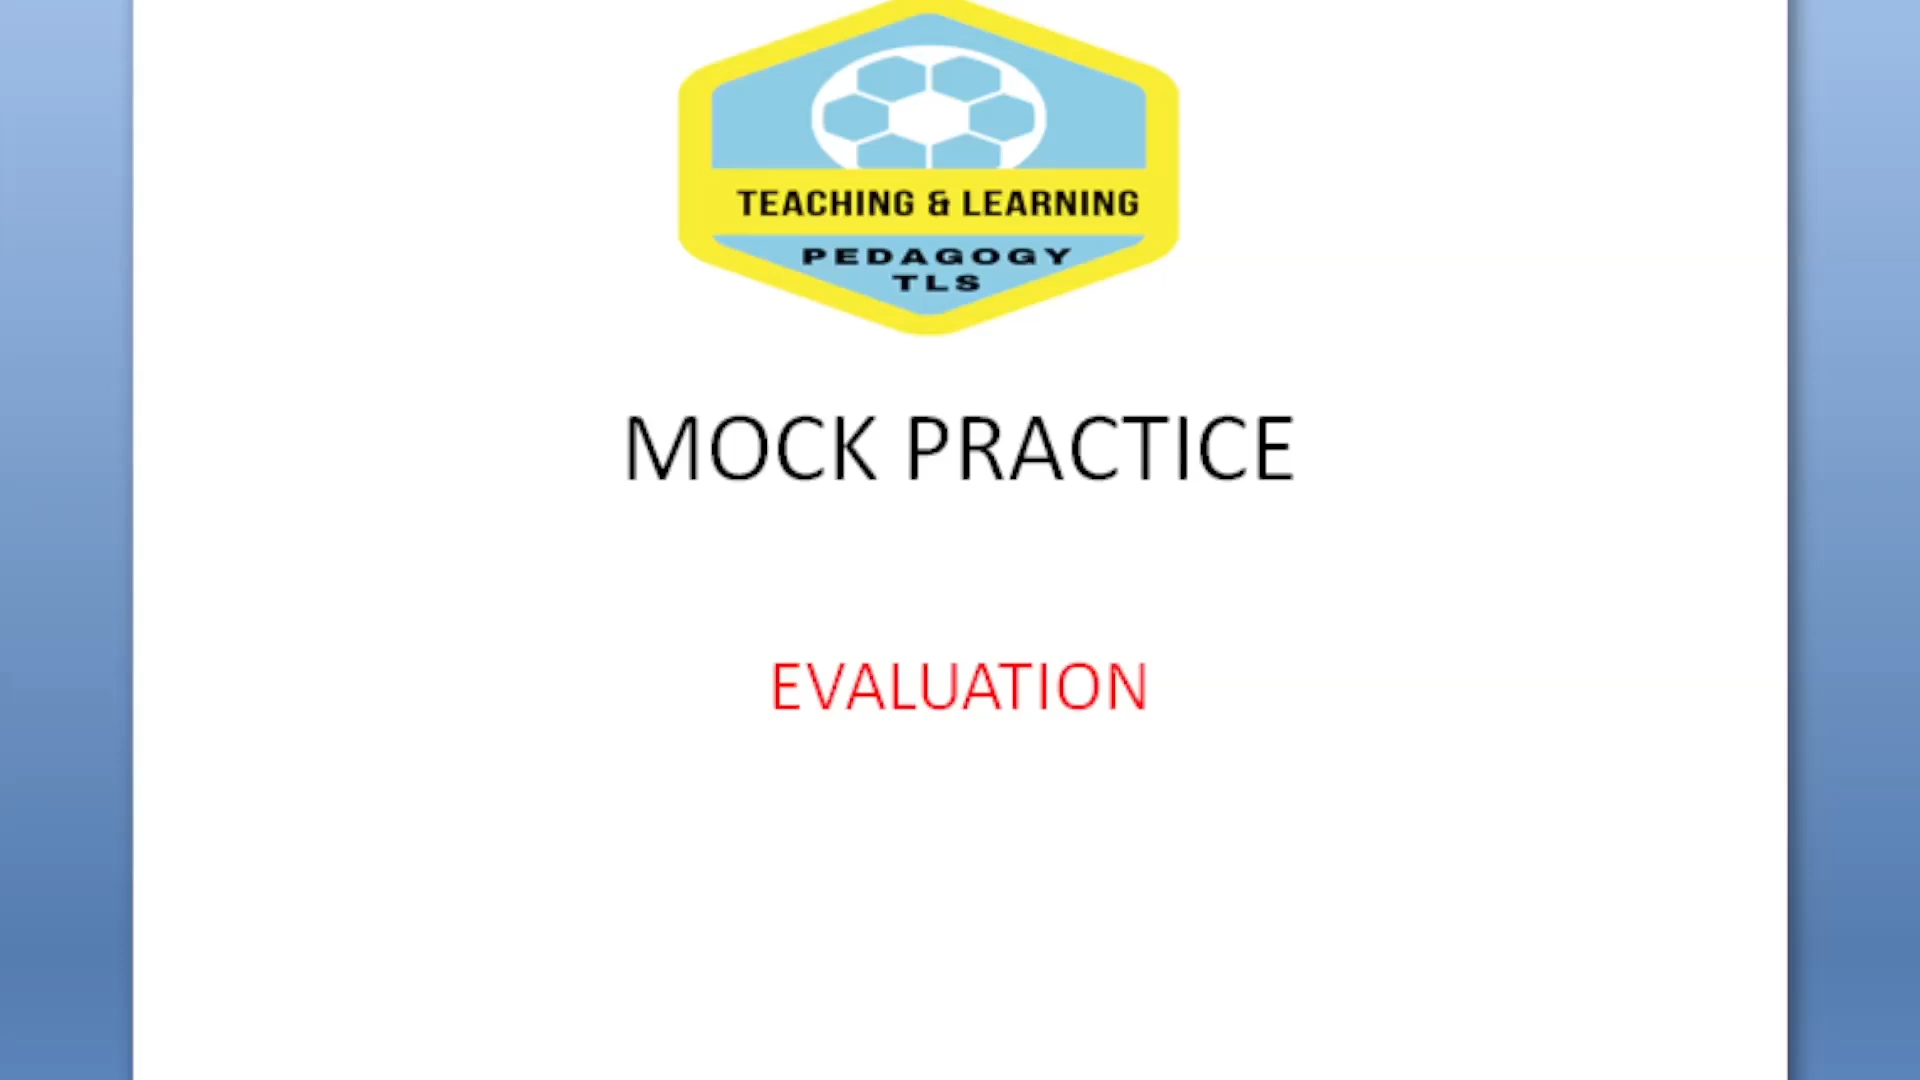 TEACHING & LEARNING
PEDAGOGY
TLS
MOCK PRACTICE
EVALUATION